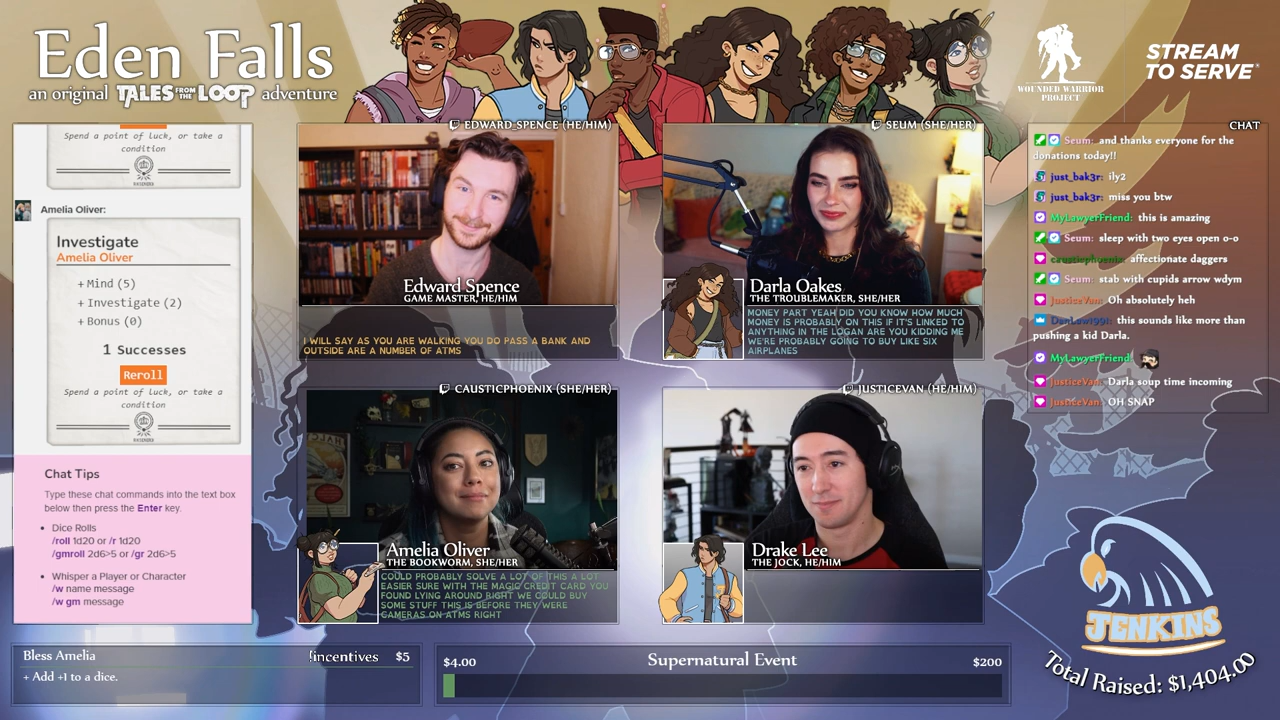 Eden Falls
an original TALES FROM THE LOOP adventure
WOUNDED WARRIOR
PROJECT
STREAM
TO SERVE
Spend a point of luck, or take a
condition
Amelia Oliver:
Investigate
Amelia Oliver
+ Mind (5)
+ Investigate (2)
+ Bonus (0)
1 Successes
Reroll
Spend a point of luck, or take a
condition
Chat Tips
Type these chat commands into the text box
below then press the Enter key.
• Dice Rolls
/roll 1d20 or /r 1d20
/gmroll 2d6>5 or /gr 2d6>5
• Whisper a Player or Character
/w name message
/w gm message
EDWARD_SPENCE (HE/HIM)
Edward Spence
GAME MASTER, HE/HIM
I WILL SAY AS YOU ARE WALKING YOU DO PASS A BANK AND
OUTSIDE ARE A NUMBER OF ATMS
SEUM (SHE/HER)
Darla Oakes
THE TROUBLEMAKER, SHE/HER
MONEY PART YEAH DID YOU KNOW HOW MUCH
MONEY IS PROBABLY ON THIS IF IT'S LINKED TO
ANYTHING IN THE LOGAN ARE YOU KIDDING ME
WE'RE PROBABLY GOING TO BUY LIKE SIX
AIRPLANES
CAUSTICPHOENIX (SHE/HER)
Amelia Oliver
THE BOOKWORM, SHE/HER
COULD PROBABLY SOLVE A LOT OF THIS A LOT
EASIER SURE WITH THE MAGIC CREDIT CARD YOU
FOUND LYING AROUND RIGHT WE COULD BUY
SOME STUFF THIS IS BEFORE THEY WERE
CAMERAS ON ATMS RIGHT
JUSTICEVAN (HE/HIM)
Drake Lee
THE JOCK, HE/HIM
CHAT
Seum: and thanks everyone for the
donations today!!
just_bak3r: ily2
just_bak3r: miss you btw
MyLawyerFriend: this is amazing
Seum: sleep with two eyes open o-o
causticphoenix: affectionate daggers
Seum: stab with cupids arrow wdym
JusticeVan: Oh absolutely heh
DanLow1991: this sounds like more than
pushing a kid Darla.
MyLawyerFriend:
JusticeVan: Darla soup time incoming
JusticeVan: OH SNAP
JENKINS
Total Raised: $1,404.00
Bless Amelia
!incentives $5
+ Add +1 to a dice.
$4.00 Supernatural Event $200